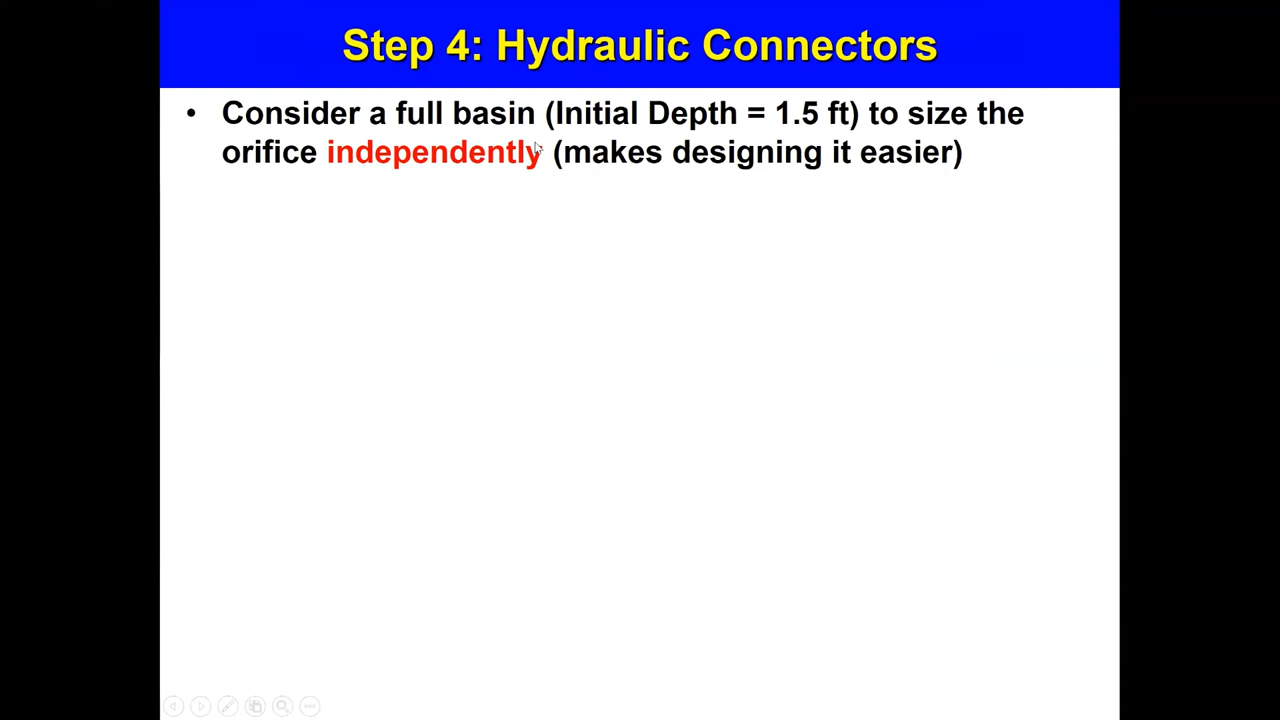 Step 4: Hydraulic Connectors
• Consider a full basin (Initial Depth = 1.5 ft) to size the
orifice independently (makes designing it easier)